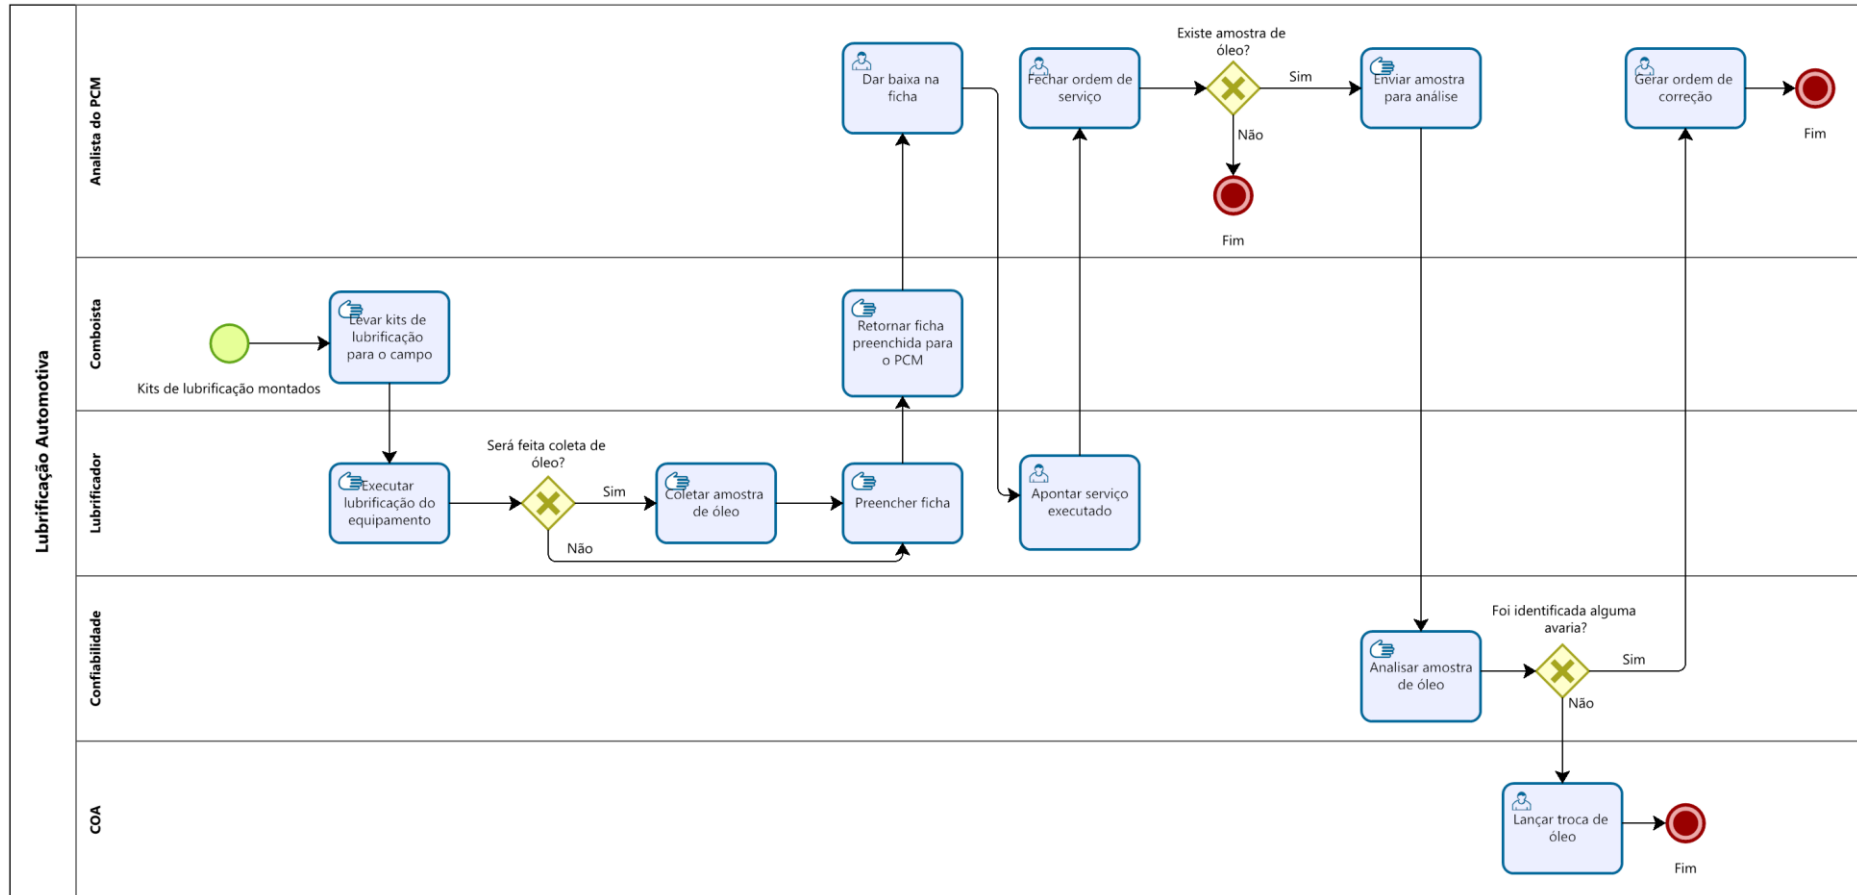 Lubrificação Automotiva
Analista do PCM
Dar baixa na
ficha
Fechar ordem de
serviço
Existe amostra de
óleo?
Sim
Não
Fim
Enviar amostra
para análise
Gerar ordem de
correção
Fim
Comboista
Kits de lubrificação montados
Levar kits de
lubrificação
para o campo
Retornar ficha
preenchida para
o PCM
Lubrificador
Executar
lubrificação do
equipamento
Será feita coleta de
óleo?
Sim
Não
Coletar amostra
de óleo
Preencher ficha
Apontar serviço
executado
Confiabilidade
Analisar amostra
de óleo
Foi identificada alguma
avaria?
Sim
Não
COA
Lançar troca de
óleo
Fim